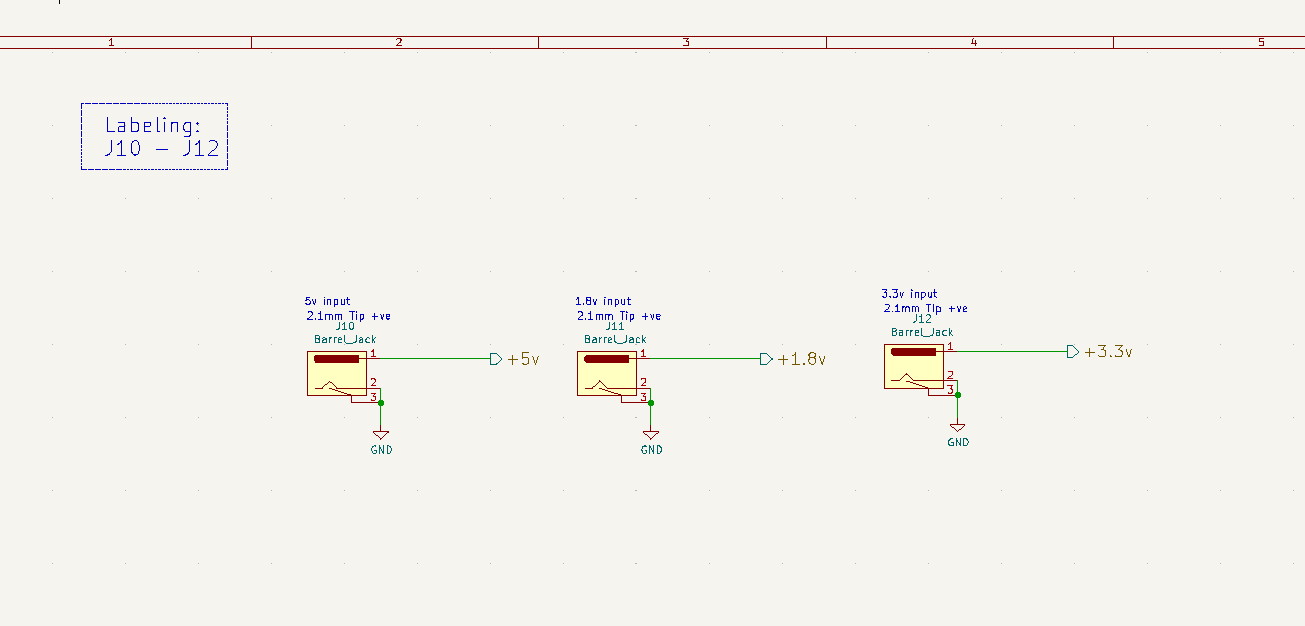 1 2 3 4 5
Labeling:
J10 - J12
5v input
2.1mm Tip +ve
J10
Barrel_Jack
1
+5v
2
3
GND
1.8v input
2.1mm Tip +ve
J11
Barrel_Jack
1
+1.8v
2
3
GND
3.3v input
2.1mm Tip +ve
J12
Barrel_Jack
1
+3.3v
2
3
GND